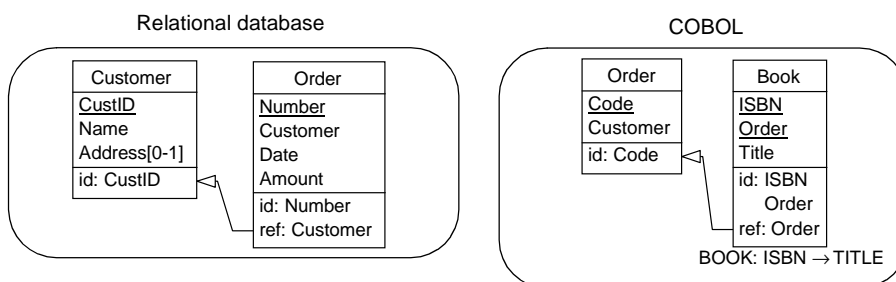 Relational database
Customer
CustID
Name
Address[0-1]
id: CustID
Order
Number
Customer
Date
Amount
id: Number
ref: Customer
COBOL
Order
Code
Customer
id: Code
Book
ISBN
Order
Title
id: ISBN
Order
ref: Order
BOOK: ISBN → TITLE